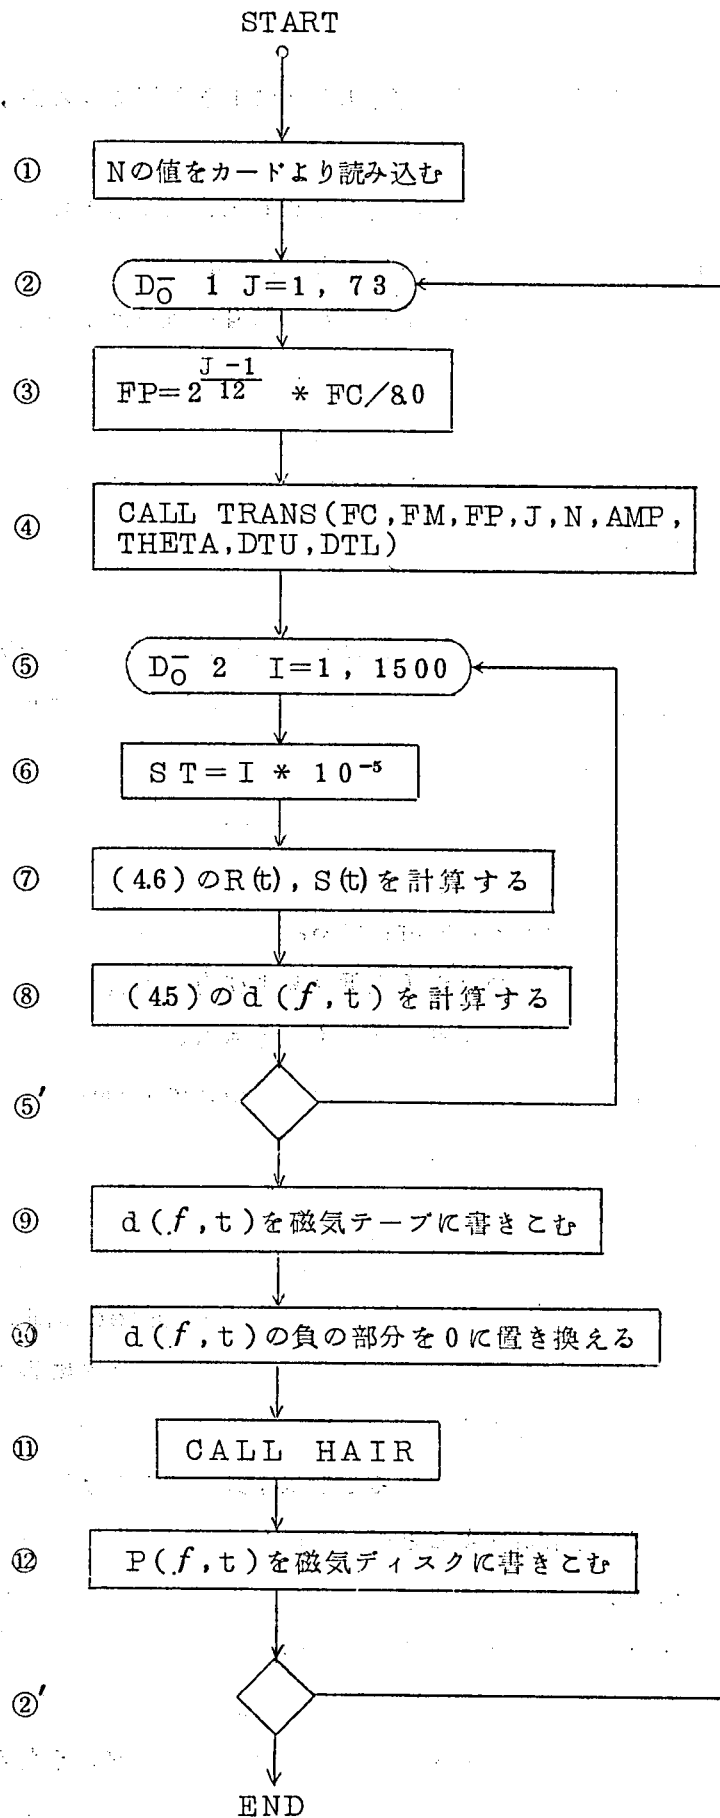 START
① Nの値をカードより読み込む
② DŌ 1 J=1, 73
③ FP=2^{\frac{J-1}{12}} * FC/8.0
④ CALL TRANS(FC,FM,FP,J,N,AMP,
THETA,DTU,DTL)
⑤ DŌ 2 I=1, 1500
⑥ ST=I * 10⁻⁵
⑦ (4.6)のR(t), S(t)を計算する
⑧ (4.5)のd(f,t)を計算する
⑤′
⑨ d(f,t)を磁気テープに書きこむ
⑩ d(f,t)の負の部分を0に置き換える
⑪ CALL HAIR
⑫ P(f,t)を磁気ディスクに書きこむ
②′
END